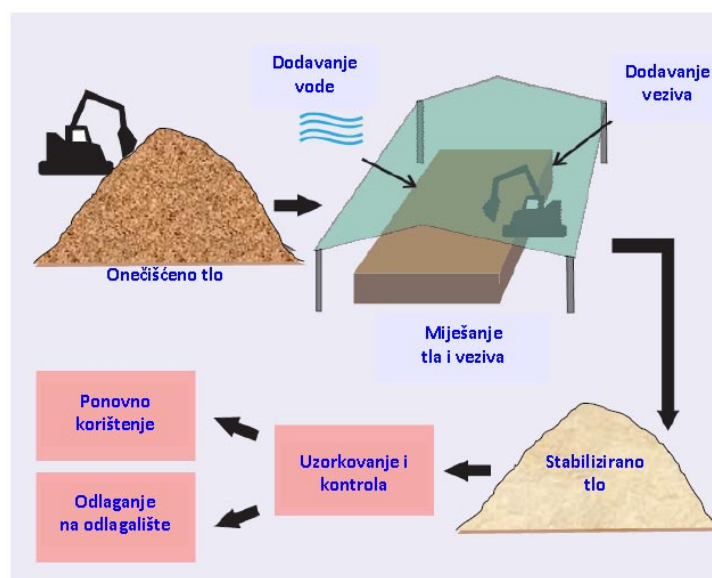 Dodavanje
vode
Dodavanje
veziva
Onečišćeno tlo
Miješanje
tla i veziva
Stabilizirano
tlo
Uzorkovanje i
kontrola
Ponovno
korištenje
Odlaganje
na odlagalište